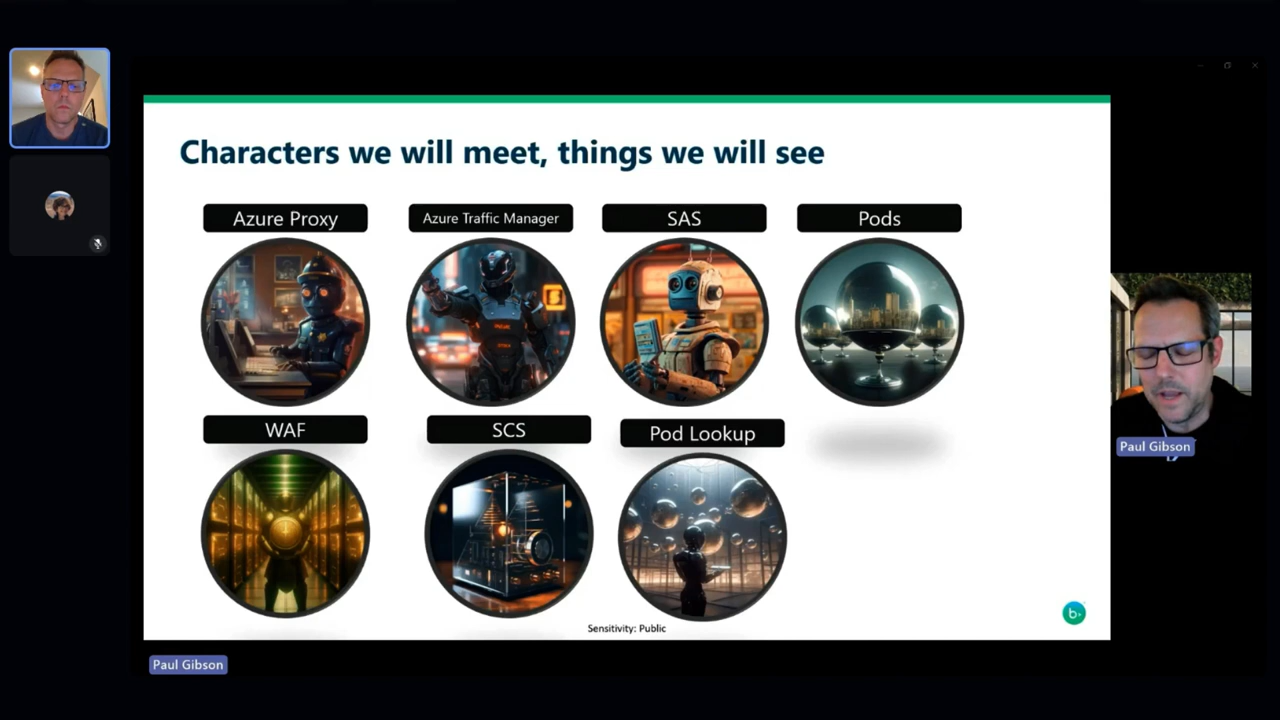 Characters we will meet, things we will see
Azure Proxy
Azure Traffic Manager
SAS
Pods
WAF
SCS
Pod Lookup
Sensitivity: Public
b.
Paul Gibson
Paul Gibson